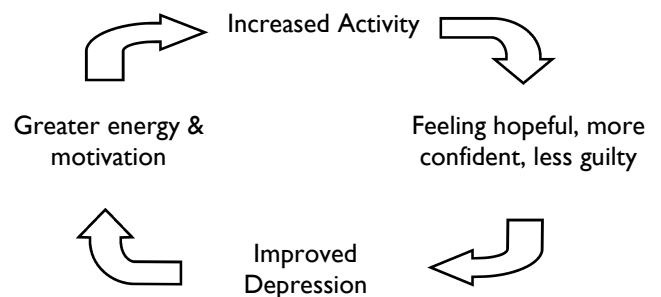 Increased Activity
Greater energy &
motivation
Feeling hopeful, more
confident, less guilty
Improved
Depression